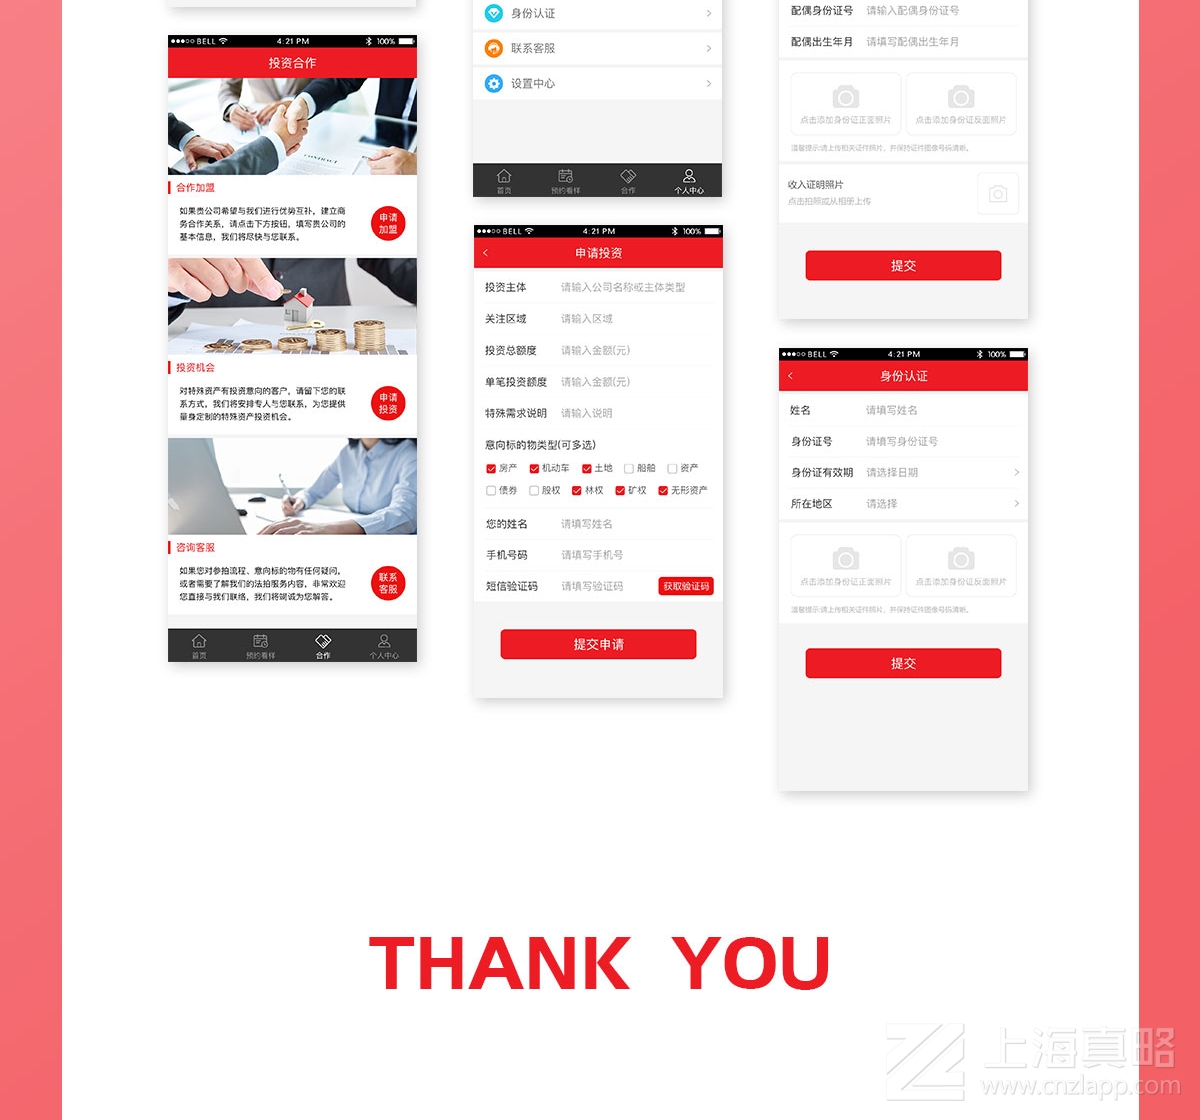 ●●●○○ BELL 4:21 PM 100%
投资合作
CONTRACT
合作加盟
如果贵公司希望与我们进行优势互补，建立商
务合作关系，请点击下方按钮，填写贵公司的
基本信息，我们将尽快与您联系。
申请
加盟
投资机会
对特殊资产有投资意向的客户，请留下您的联
系方式，我们将安排专人与您联系，为您提供
量身定制的特殊资产投资机会。
申请
投资
咨询客服
如果您对参拍流程、意向标的物有任何疑问，
或者需要了解我们的法拍服务内容，非常欢迎
您直接与我们联络，我们将竭诚为您解答。
联系
客服
首页 预约看样 合作 个人中心
身份认证
联系客服
设置中心
首页 预约看样 合作 个人中心
●●●○○ BELL 4:21 PM 100%
申请投资
投资主体 请输入公司名称或主体类型
关注区域 请输入区域
投资总额度 请输入金额(元)
单笔投资额度 请输入金额(元)
特殊需求说明 请输入说明
意向标的物类型(可多选)
房产 机动车 土地 船舶 资产
债券 股权 林权 矿权 无形资产
您的姓名 请填写姓名
手机号码 请填写手机号
短信验证码 请填写验证码 获取验证码
提交申请
配偶身份证号 请输入配偶身份证号
配偶出生年月 请填写配偶出生年月
点击添加身份证正面照片 点击添加身份证反面照片
温馨提示:请上传相关证件照片，并保持证件图像号码清晰。
收入证明照片
点击拍照或从相册上传
提交
●●●○○ BELL 4:21 PM 100%
身份认证
姓名 请填写姓名
身份证号 请填写身份证号
身份证有效期 请选择日期
所在地区 请选择
点击添加身份证正面照片 点击添加身份证反面照片
温馨提示:请上传相关证件照片，并保持证件图像号码清晰。
提交
THANK YOU
上海真略
www.cnzlapp.com